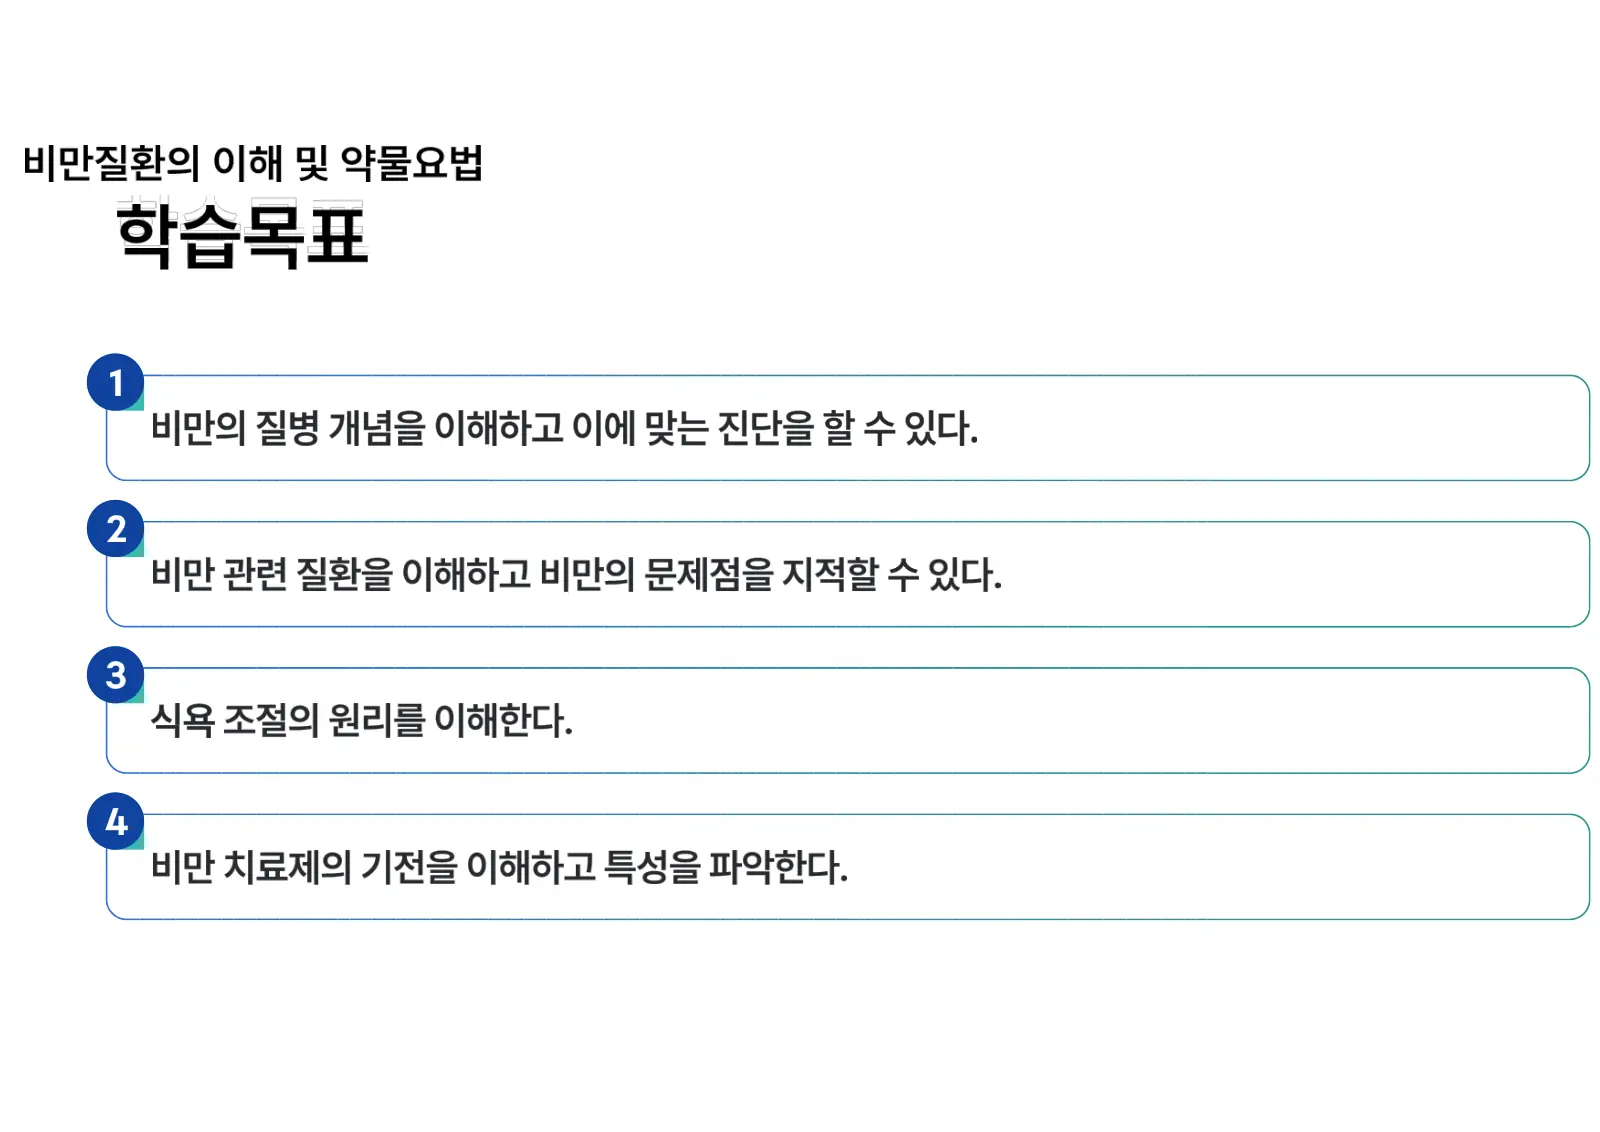 비만질환의 이해 및 약물요법
학습목표
1
비만의 질병 개념을 이해하고 이에 맞는 진단을 할 수 있다.
2
비만 관련 질환을 이해하고 비만의 문제점을 지적할 수 있다.
3
식욕 조절의 원리를 이해한다.
4
비만 치료제의 기전을 이해하고 특성을 파악한다.